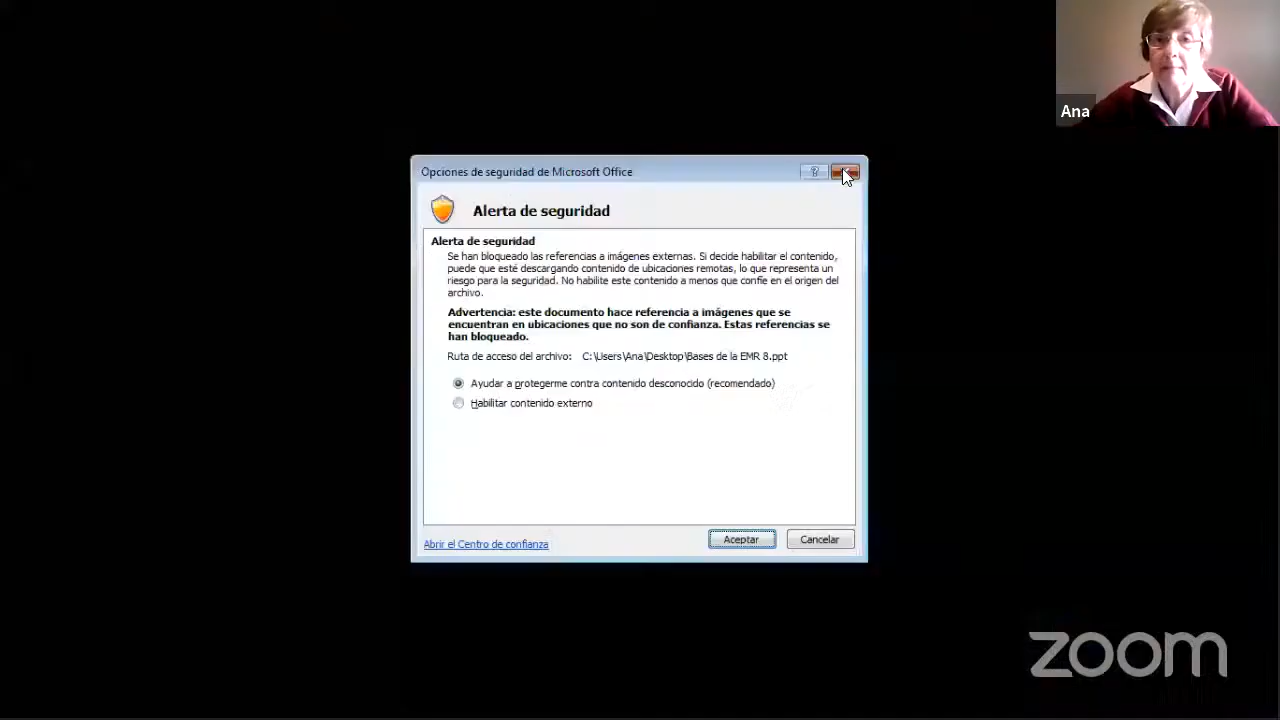 Ana
Opciones de seguridad de Microsoft Office
Alerta de seguridad
Alerta de seguridad
Se han bloqueado las referencias a imágenes externas. Si decide habilitar el contenido,
puede que esté descargando contenido de ubicaciones remotas, lo que representa un
riesgo para la seguridad. No habilite este contenido a menos que confíe en el origen del
archivo.
Advertencia: este documento hace referencia a imágenes que se
encuentran en ubicaciones que no son de confianza. Estas referencias se
han bloqueado.
Ruta de acceso del archivo: C:\Users\Ana\Desktop\Bases de la EMR 8.ppt
Ayudar a protegerme contra contenido desconocido (recomendado)
Habilitar contenido externo
Abrir el Centro de confianza
Aceptar
Cancelar
zoom